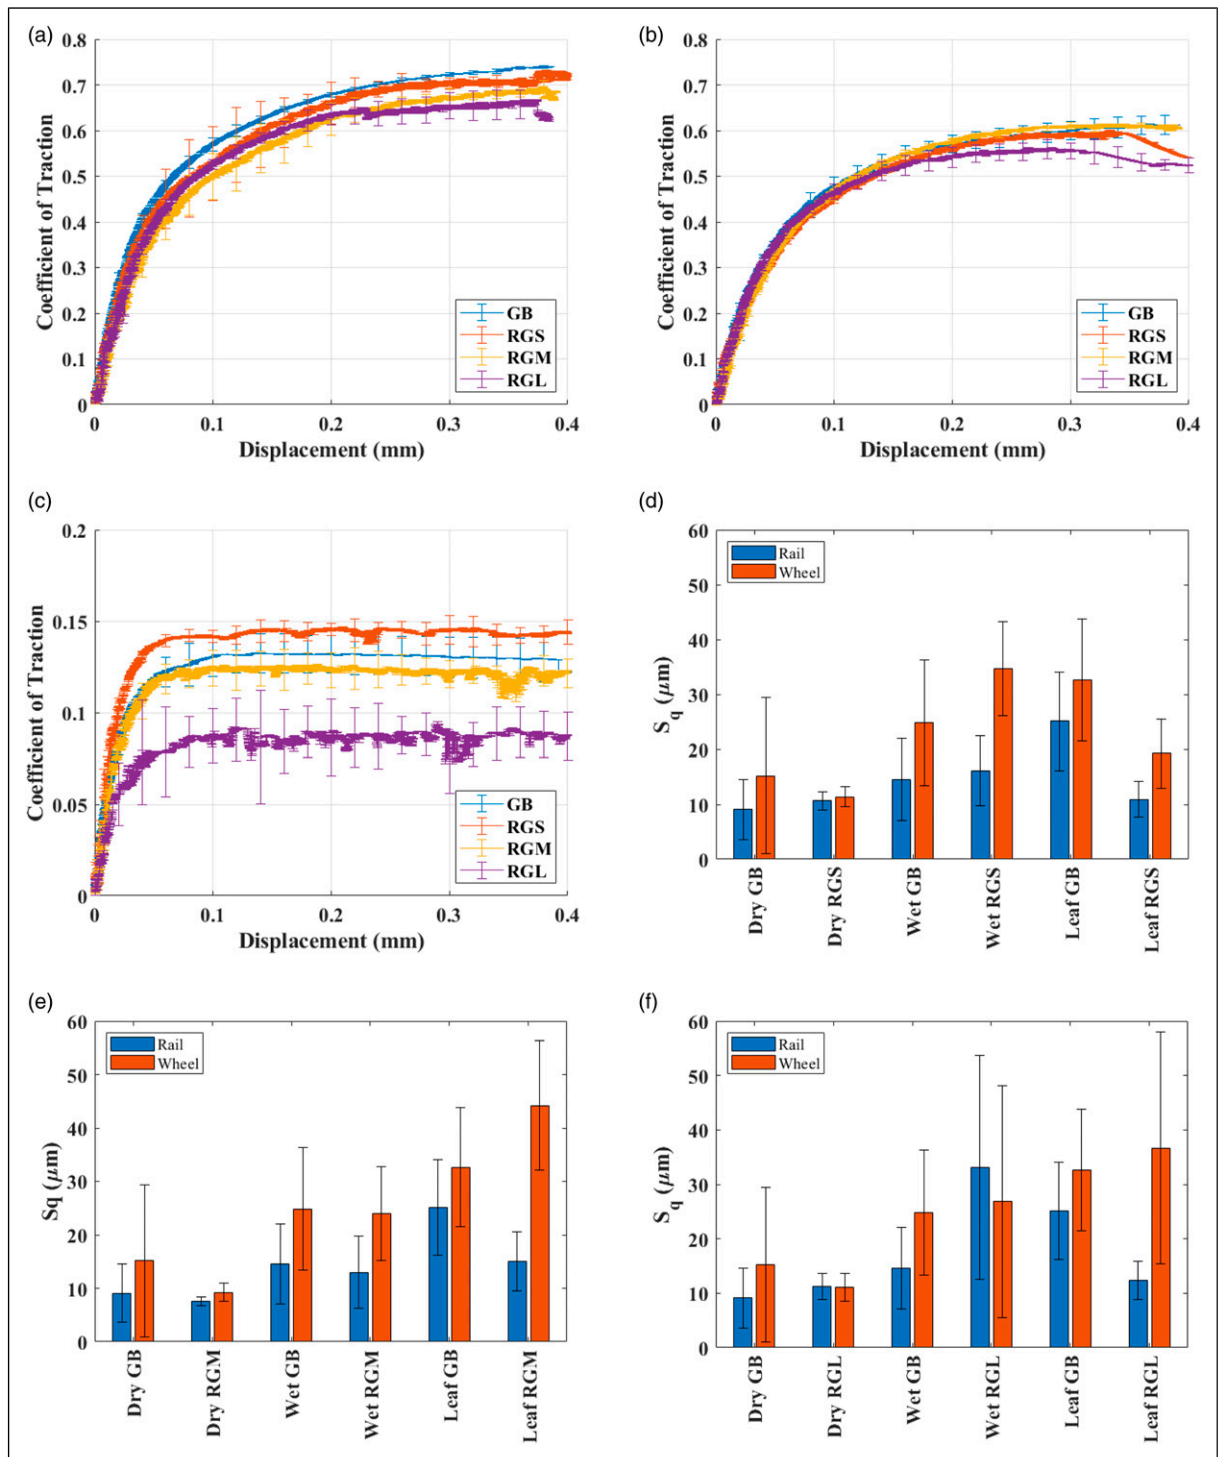 (a)
0.8
0.7
0.6
0.5
0.4
0.3
0.2
0.1
0
Coefficient of Traction
GB
RGS
RGM
RGL
0 0.1 0.2 0.3 0.4
Displacement (mm)
(b)
0.8
0.7
0.6
0.5
0.4
0.3
0.2
0.1
0
Coefficient of Traction
GB
RGS
RGM
RGL
0 0.1 0.2 0.3 0.4
Displacement (mm)
(c)
0.2
0.15
0.1
0.05
0
Coefficient of Traction
GB
RGS
RGM
RGL
0 0.1 0.2 0.3 0.4
Displacement (mm)
(d)
60
50
40
30
20
10
0
Sq (μm)
Rail
Wheel
Dry GB
Dry RGS
Wet GB
Wet RGS
Leaf GB
Leaf RGS
(e)
60
50
40
30
20
10
0
Sq (μm)
Rail
Wheel
Dry GB
Dry RGM
Wet GB
Wet RGM
Leaf GB
Leaf RGM
(f)
60
50
40
30
20
10
0
Sq (μm)
Rail
Wheel
Dry GB
Dry RGL
Wet GB
Wet RGL
Leaf GB
Leaf RGL